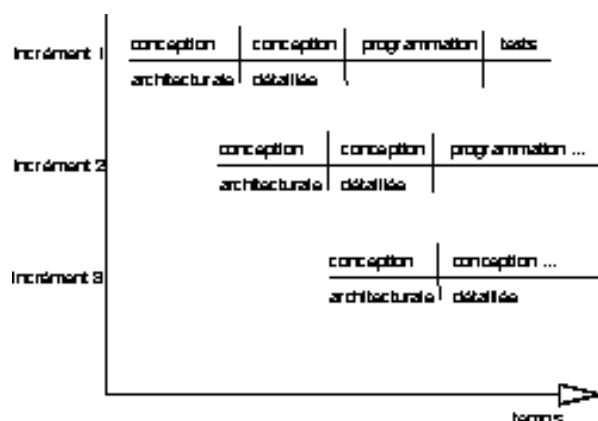 Incrément 1
conception conception programmation tests
architecturale détaillée
Incrément 2
conception conception programmation ...
architecturale détaillée
Incrément 3
conception conception ...
architecturale détaillée
temps